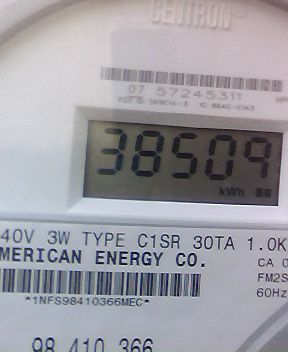 CENTRON®
07 57245311
38509
kWh
40V 3W TYPE C1SR 30TA 1.0K
MERICAN ENERGY CO.
CA 0
FM2S
60Hz
*1NFS98410366MEC*
98 410 366